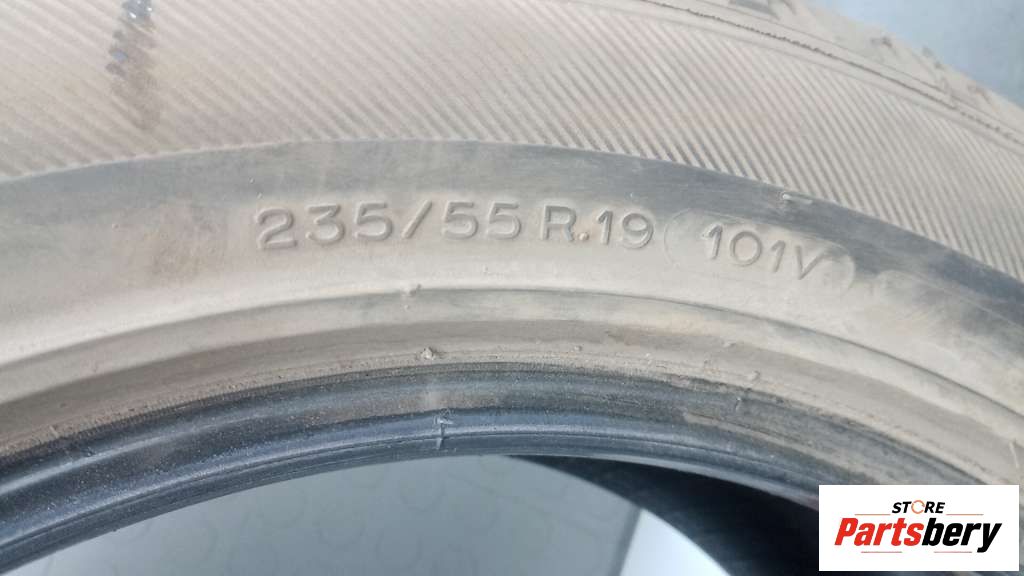 235/55 R.19 101V
STORE
Partsbery